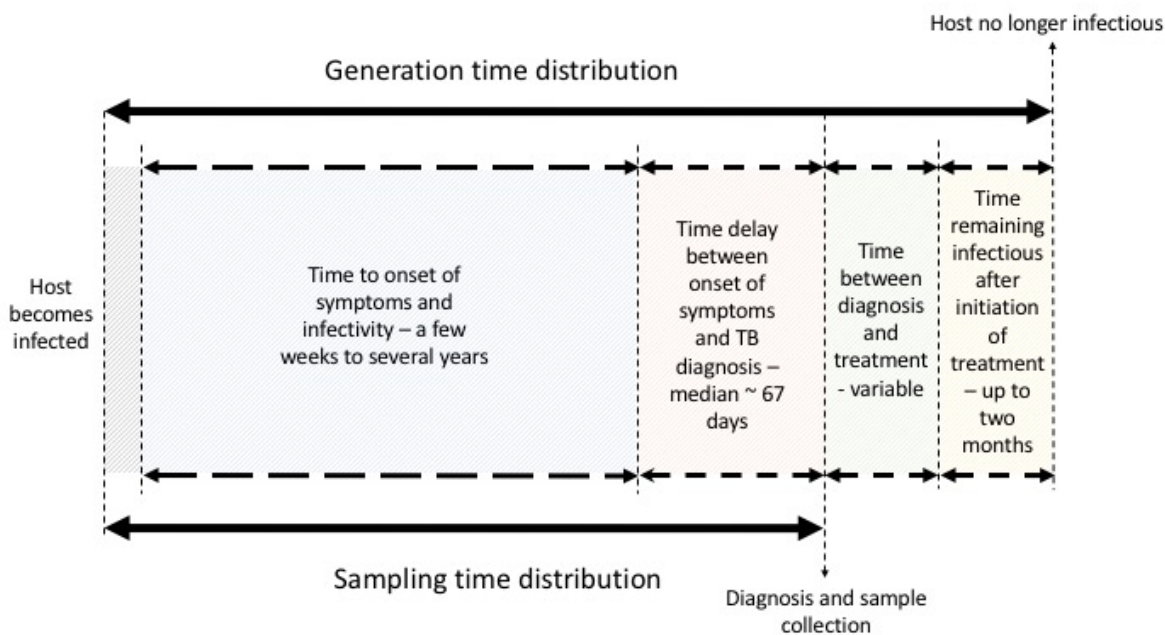 Host no longer infectious
Generation time distribution
Host
becomes
infected
Time to onset of
symptoms and
infectivity – a few
weeks to several years
Time delay
between
onset of
symptoms
and TB
diagnosis –
median ~ 67
days
Time
between
diagnosis
and
treatment
- variable
Time
remaining
infectious
after
initiation
of
treatment
– up to
two
months
Sampling time distribution
Diagnosis and sample
collection